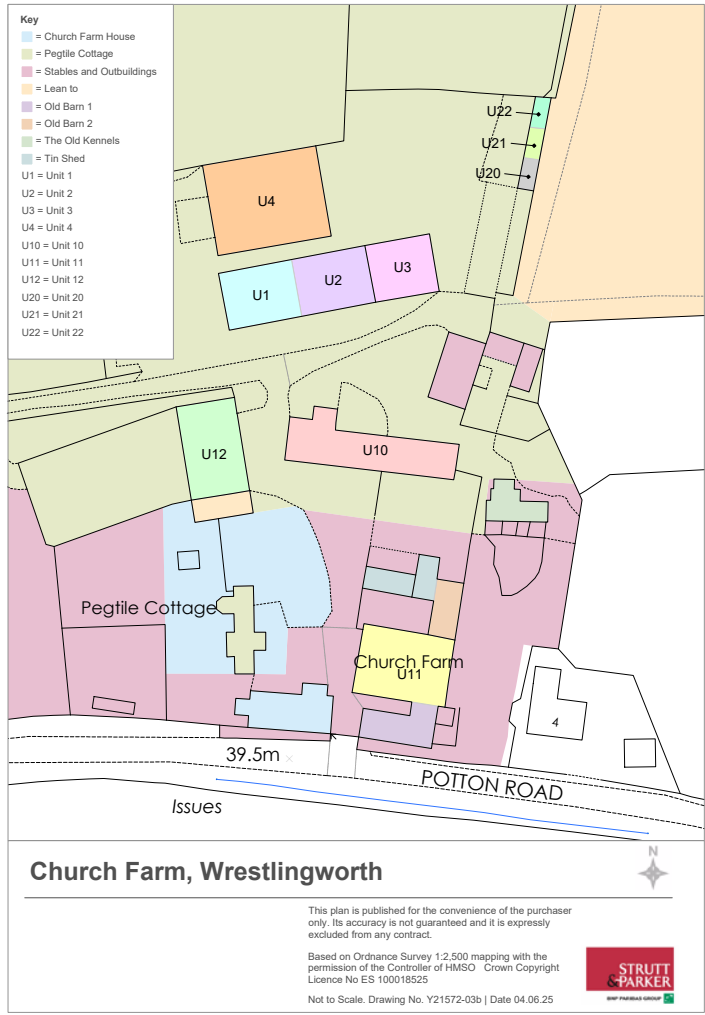 Key
= Church Farm House
= Pegtile Cottage
= Stables and Outbuildings
= Lean to
= Old Barn 1
= Old Barn 2
= The Old Kennels
= Tin Shed
U1 = Unit 1
U2 = Unit 2
U3 = Unit 3
U4 = Unit 4
U10 = Unit 10
U11 = Unit 11
U12 = Unit 12
U20 = Unit 20
U21 = Unit 21
U22 = Unit 22
U22
U21
U20
U4
U3
U2
U1
U10
U12
Pegtile Cottage
Church Farm
U11
4
39.5m
POTTON ROAD
Issues
Church Farm, Wrestlingworth
N
This plan is published for the convenience of the purchaser
only. Its accuracy is not guaranteed and it is expressly
excluded from any contract.
Based on Ordnance Survey 1:2,500 mapping with the
permission of the Controller of HMSO Crown Copyright
Licence No ES 100018525
Not to Scale. Drawing No. Y21572-03b | Date 04.06.25
STRUTT
&PARKER
BNP PARIBAS GROUP